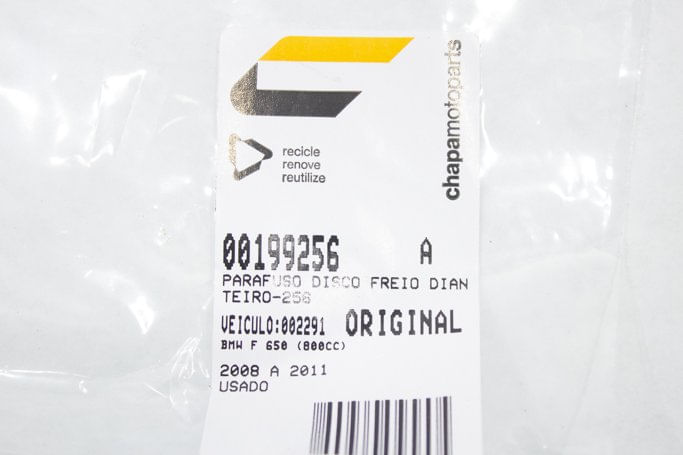 chapamotoparts
recicle
renove
reutilize
00199256 A
PARAFUSO DISCO FREIO DIAN
TEIRO-256
VEICULO:002291 ORIGINAL
BMW F 650 (800CC)
2008 A 2011
USADO